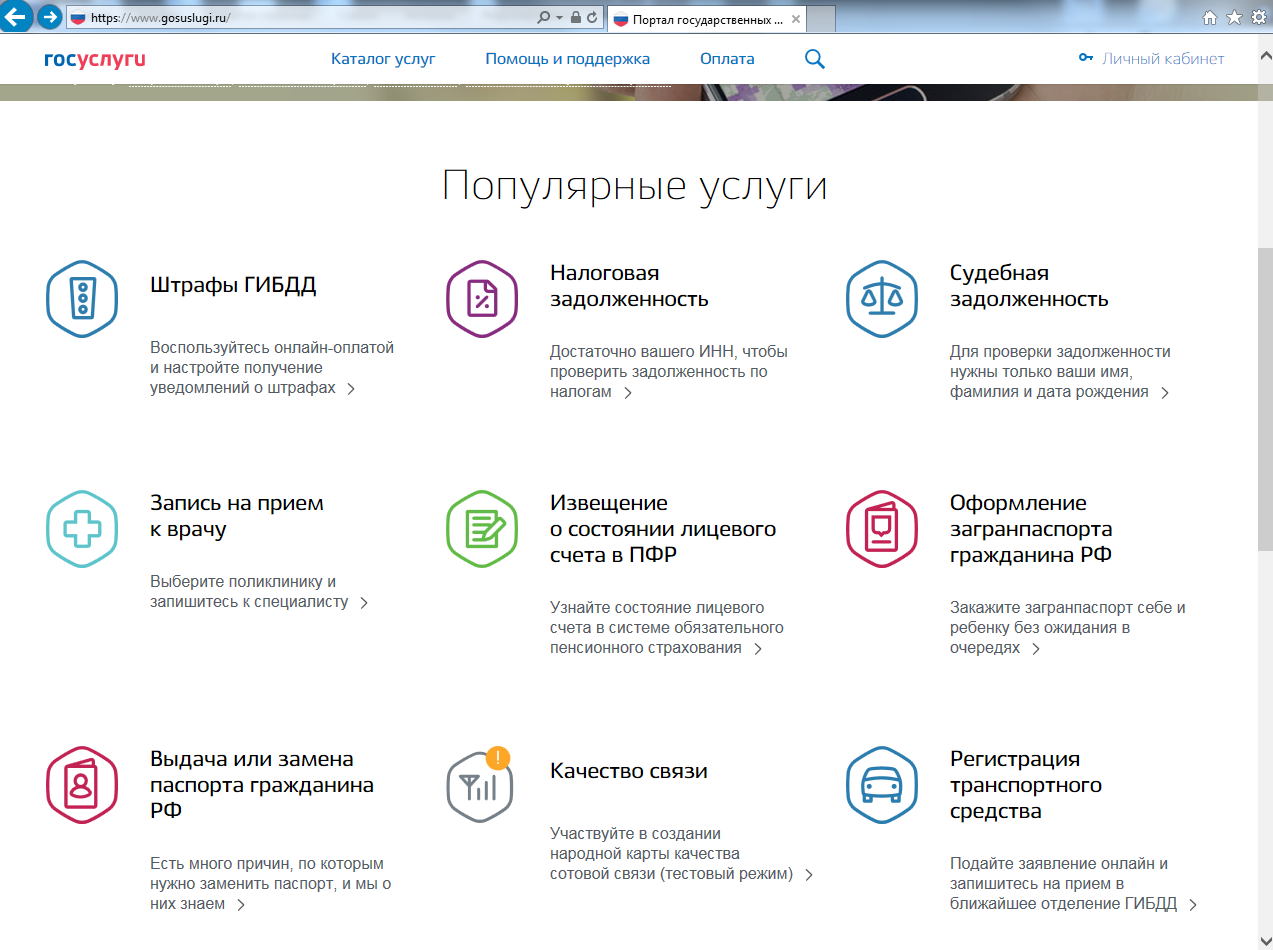 https://www.gosuslugi.ru/
Портал государственных ...
госуслуги
Каталог услуг
Помощь и поддержка
Оплата
Личный кабинет
Популярные услуги
Штрафы ГИБДД
Воспользуйтесь онлайн-оплатой
и настройте получение
уведомлений о штрафах
Налоговая
задолженность
Достаточно вашего ИНН, чтобы
проверить задолженность по
налогам
Судебная
задолженность
Для проверки задолженности
нужны только ваши имя,
фамилия и дата рождения
Запись на прием
к врачу
Выберите поликлинику и
запишитесь к специалисту
Извещение
о состоянии лицевого
счета в ПФР
Узнайте состояние лицевого
счета в системе обязательного
пенсионного страхования
Оформление
загранпаспорта
гражданина РФ
Закажите загранпаспорт себе и
ребенку без ожидания в
очередях
Выдача или замена
паспорта гражданина
РФ
Есть много причин, по которым
нужно заменить паспорт, и мы о
них знаем
!
Качество связи
Участвуйте в создании
народной карты качества
сотовой связи (тестовый режим)
Регистрация
транспортного
средства
Подайте заявление онлайн и
запишитесь на прием в
ближайшее отделение ГИБДД